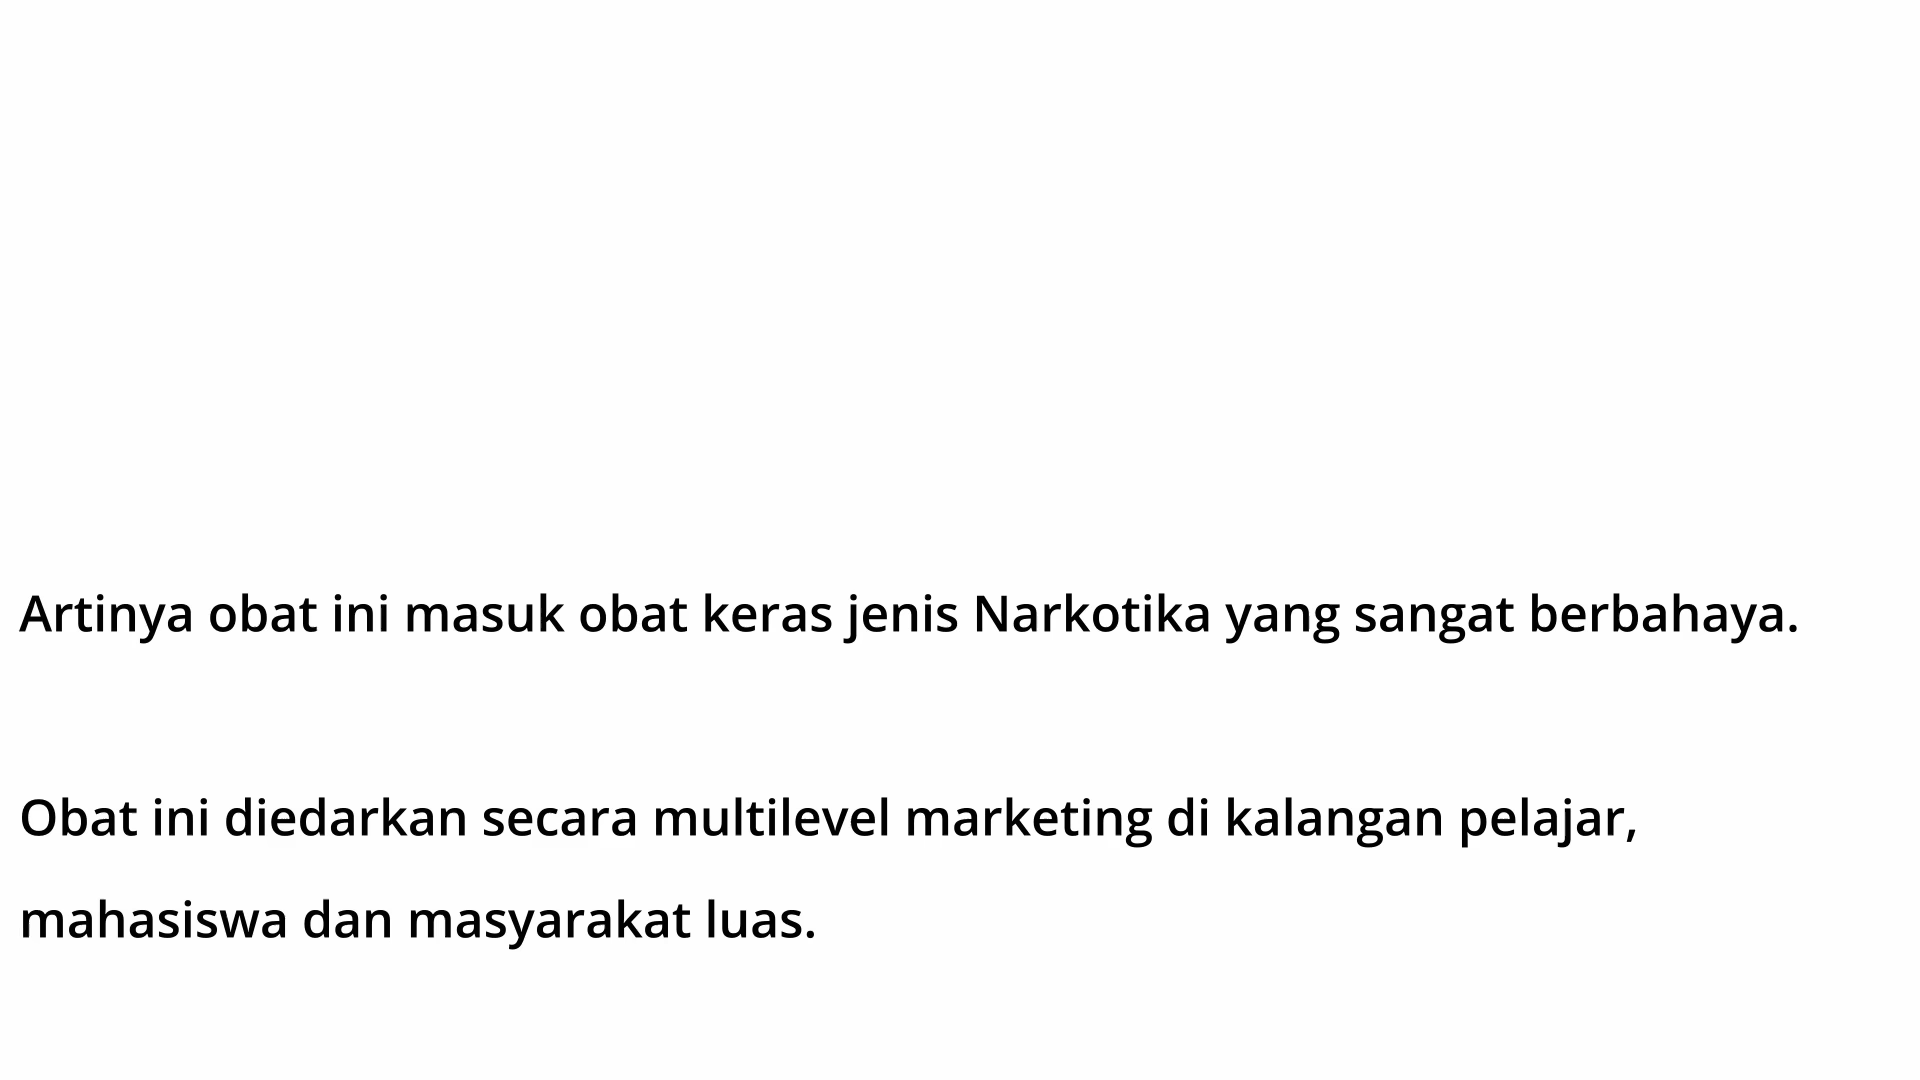 Artinya obat ini masuk obat keras jenis Narkotika yang sangat berbahaya.
Obat ini diedarkan secara multilevel marketing di kalangan pelajar,
mahasiswa dan masyarakat luas.